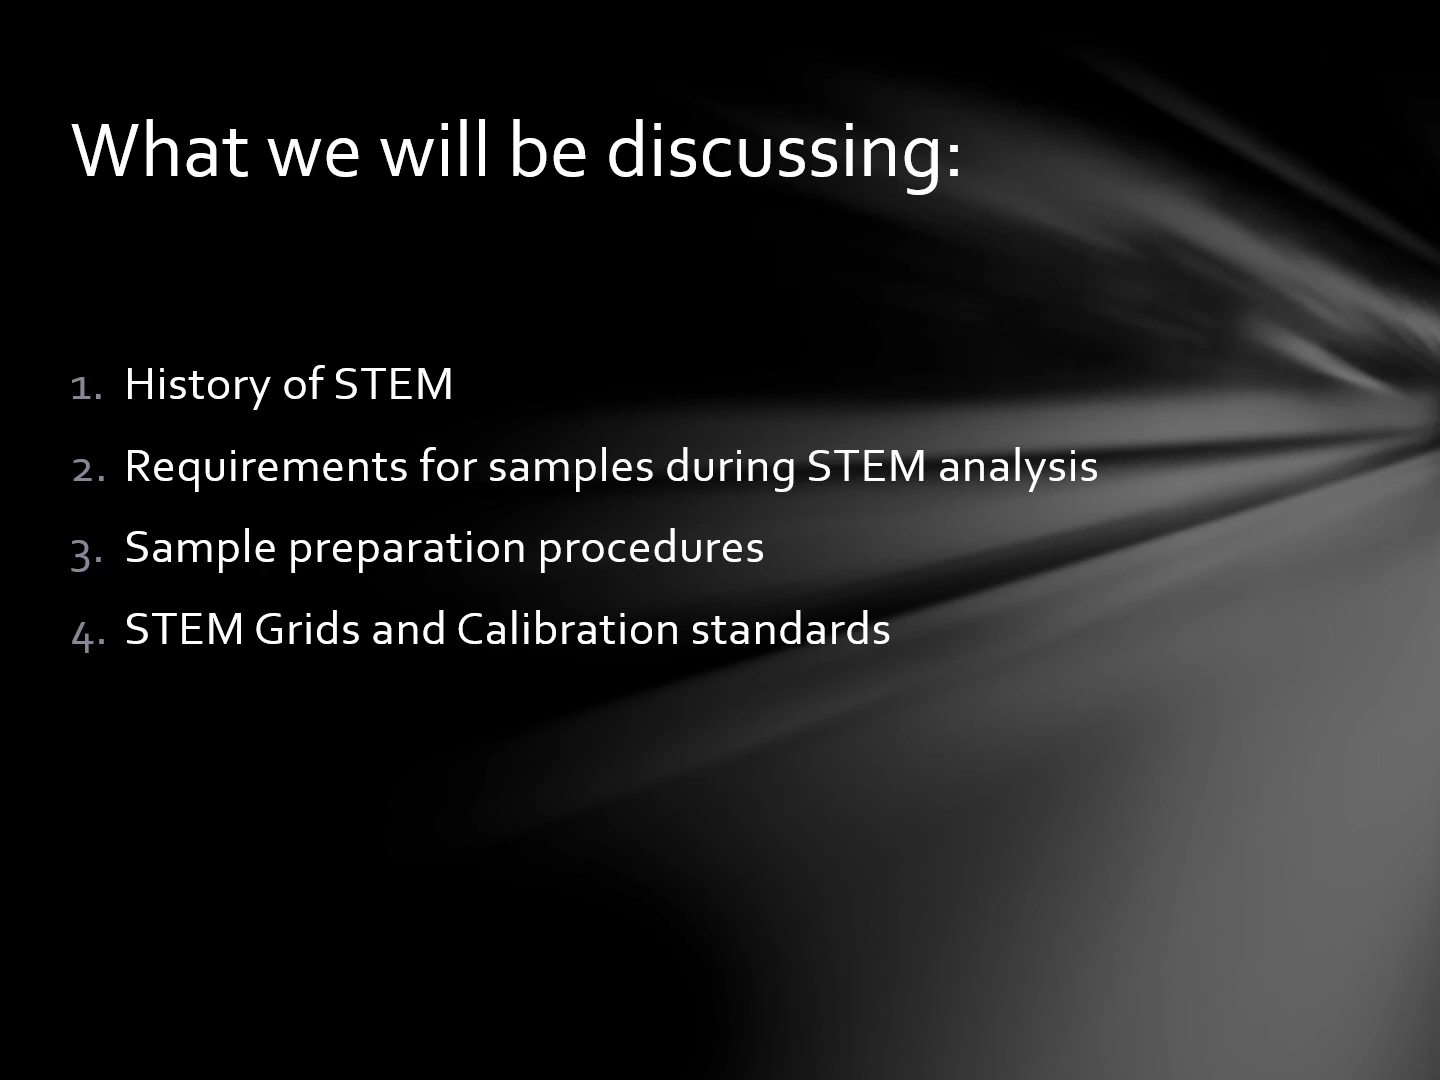 What we will be discussing:
1. History of STEM
2. Requirements for samples during STEM analysis
3. Sample preparation procedures
4. STEM Grids and Calibration standards